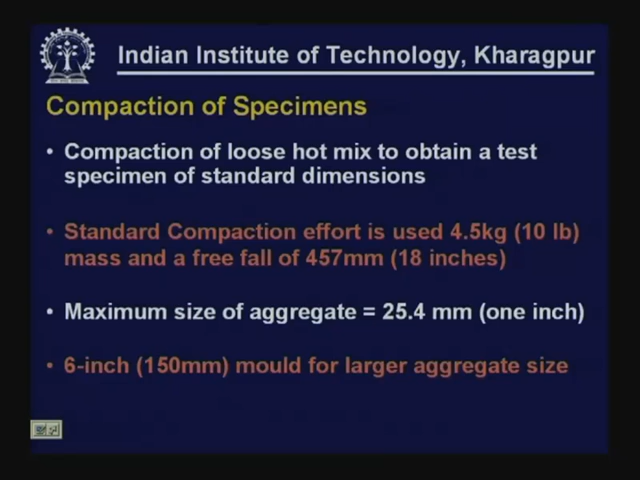 Indian Institute of Technology, Kharagpur
Compaction of Specimens
• Compaction of loose hot mix to obtain a test
specimen of standard dimensions
• Standard Compaction effort is used 4.5kg (10 lb)
mass and a free fall of 457mm (18 inches)
• Maximum size of aggregate = 25.4 mm (one inch)
• 6-inch (150mm) mould for larger aggregate size